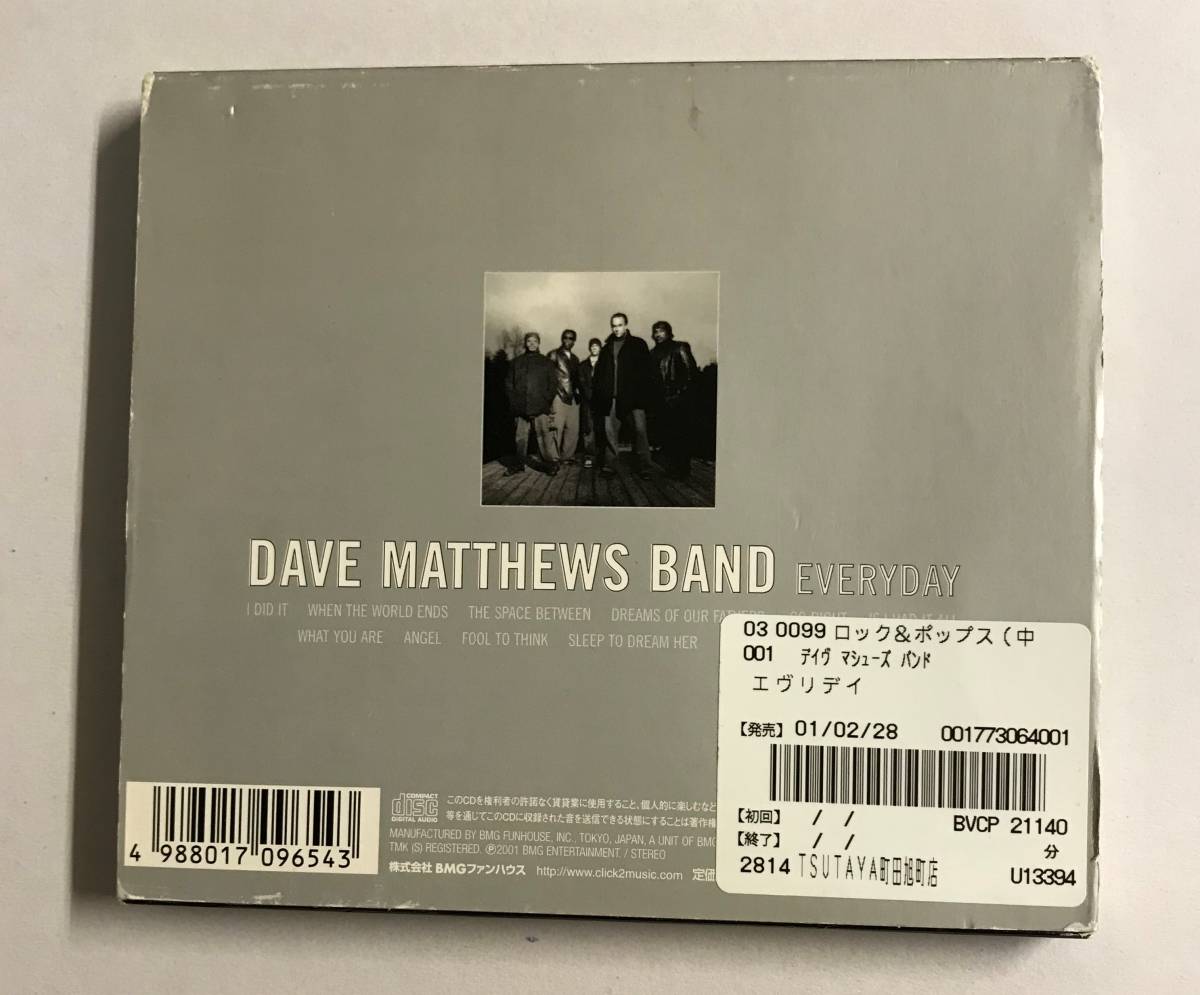 DAVE MATTHEWS BAND EVERYDAY
I DID IT WHEN THE WORLD ENDS THE SPACE BETWEEN DREAMS OF OUR FATHERS
WHAT YOU ARE ANGEL FOOL TO THINK SLEEP TO DREAM HER
03 0099 ロック&ポップス(中
001 デイヴ マシューズ バンド
エヴリデイ
【発売】 01/02/28 001773064001
【初回】 / / BVCP 21140
【終了】 / / 分
2814 TSUTAYA町田旭町店 U13394
4 988017 096543
COMPACT
disc
DIGITAL AUDIO
このCDを権利者の許諾なく賃貸業に使用すること、個人的に楽しむなど
等を通じてこのCDに収録された音を送信できる状態にすることは著作権
MANUFACTURED BY BMG FUNHOUSE, INC., TOKYO, JAPAN, A UNIT OF BMG
TMK (S) REGISTERED. Ⓟ2001 BMG ENTERTAINMENT. / STEREO
株式会社 BMGファンハウス http://www.click2music.com 定価